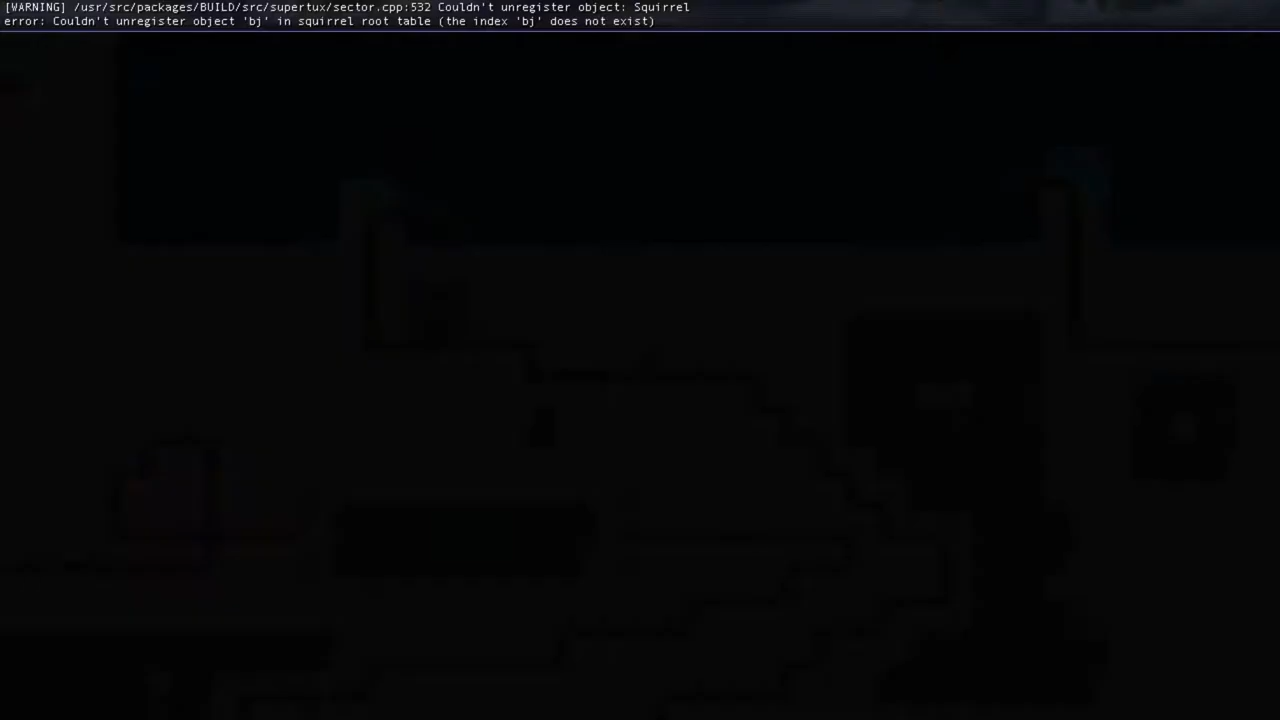 [WARNING] /usr/src/packages/BUILD/src/supertux/sector.cpp:532 Couldn't unregister object: Squirrel
error: Couldn't unregister object 'bj' in squirrel root table (the index 'bj' does not exist)